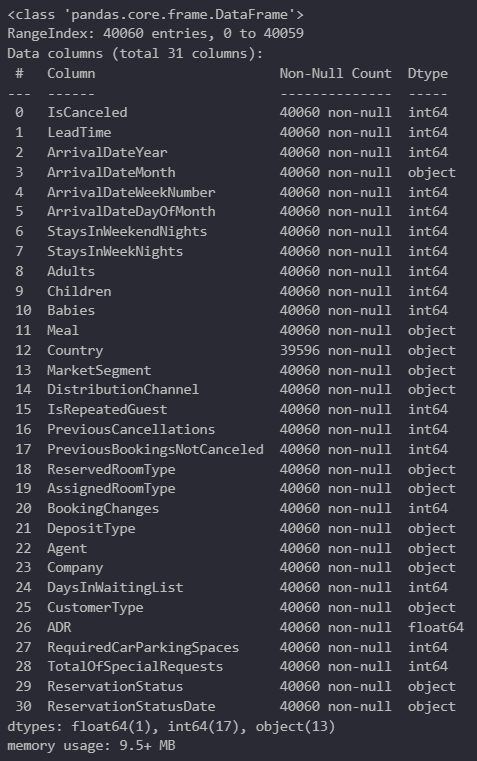 <class 'pandas.core.frame.DataFrame'>
RangeIndex: 40060 entries, 0 to 40059
Data columns (total 31 columns):
 #   Column                       Non-Null Count  Dtype
---  ------                       --------------  -----
 0   IsCanceled                   40060 non-null  int64
 1   LeadTime                     40060 non-null  int64
 2   ArrivalDateYear              40060 non-null  int64
 3   ArrivalDateMonth             40060 non-null  object
 4   ArrivalDateWeekNumber        40060 non-null  int64
 5   ArrivalDateDayOfMonth        40060 non-null  int64
 6   StaysInWeekendNights         40060 non-null  int64
 7   StaysInWeekNights            40060 non-null  int64
 8   Adults                       40060 non-null  int64
 9   Children                     40060 non-null  int64
 10  Babies                       40060 non-null  int64
 11  Meal                         40060 non-null  object
 12  Country                      39596 non-null  object
 13  MarketSegment                40060 non-null  object
 14  DistributionChannel          40060 non-null  object
 15  IsRepeatedGuest              40060 non-null  int64
 16  PreviousCancellations        40060 non-null  int64
 17  PreviousBookingsNotCanceled  40060 non-null  int64
 18  ReservedRoomType             40060 non-null  object
 19  AssignedRoomType             40060 non-null  object
 20  BookingChanges               40060 non-null  int64
 21  DepositType                  40060 non-null  object
 22  Agent                        40060 non-null  object
 23  Company                      40060 non-null  object
 24  DaysInWaitingList            40060 non-null  int64
 25  CustomerType                 40060 non-null  object
 26  ADR                          40060 non-null  float64
 27  RequiredCarParkingSpaces     40060 non-null  int64
 28  TotalOfSpecialRequests       40060 non-null  int64
 29  ReservationStatus            40060 non-null  object
 30  ReservationStatusDate        40060 non-null  object
dtypes: float64(1), int64(17), object(13)
memory usage: 9.5+ MB